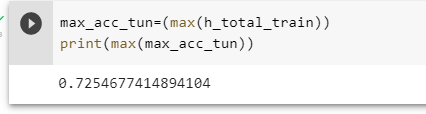 max_acc_tun=(max(h_total_train))
print(max(max_acc_tun))
0.7254677414894104